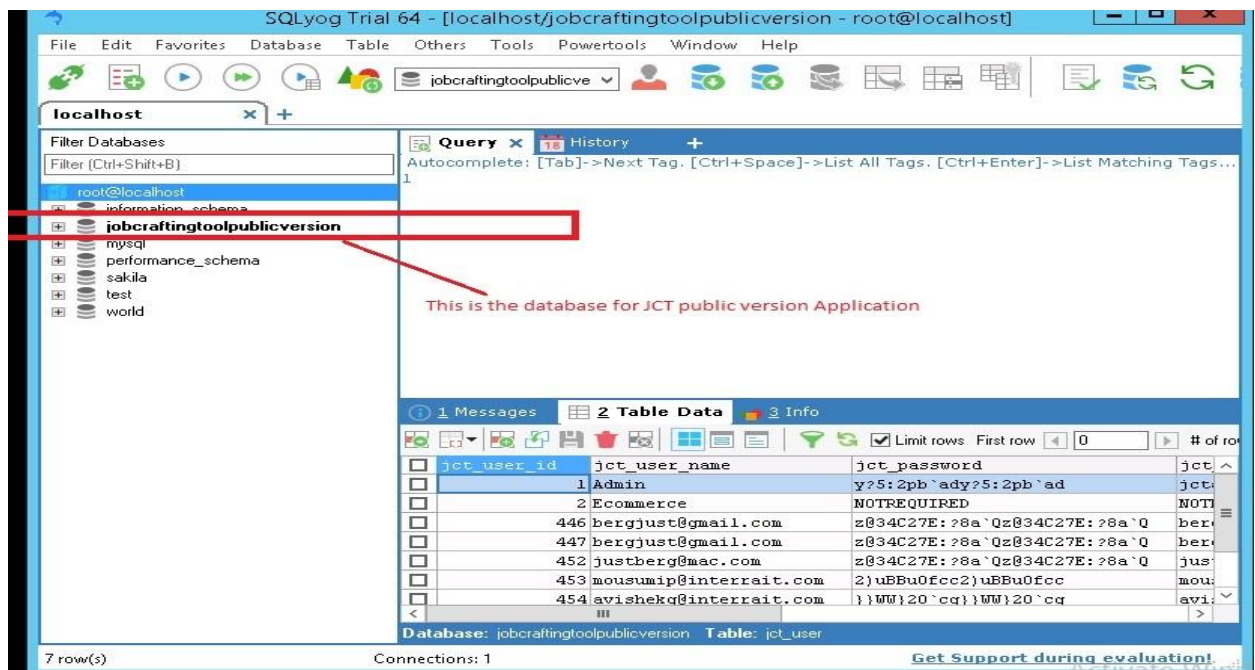 SQLyog Trial 64 - [localhost/jobcraftingtoolpublicversion - root@localhost]
File Edit Favorites Database Table Others Tools Powertools Window Help
jobcraftingtoolpublicve
localhost
Filter Databases
Filter (Ctrl+Shift+B)
root@localhost
information_schema
jobcraftingtoolpublicversion
mysql
performance_schema
sakila
test
world
Query History
Autocomplete: [Tab]->Next Tag. [Ctrl+Space]->List All Tags. [Ctrl+Enter]->List Matching Tags...
1
This is the database for JCT public version Application
1 Messages 2 Table Data 3 Info
Limit rows First row 0 # of ro
jct_user_id jct_user_name jct_password jct_
1 Admin y?5:2pb`ady?5:2pb`ad jct
2 Ecommerce NOTREQUIRED NOT
446 bergjust@gmail.com z@34C27E:?8a`Qz@34C27E:?8a`Q ber
447 bergjust@gmail.com z@34C27E:?8a`Qz@34C27E:?8a`Q ber
452 justberg@mac.com z@34C27E:?8a`Qz@34C27E:?8a`Q jus
453 mousumip@interrait.com 2)uBBu0fcc2)uBBu0fcc mou
454 avishekg@interrait.com }}WW}20`cq}}WW}20`cq avi
Database: jobcraftingtoolpublicversion Table: jct_user
7 row(s) Connections: 1 Get Support during evaluation!